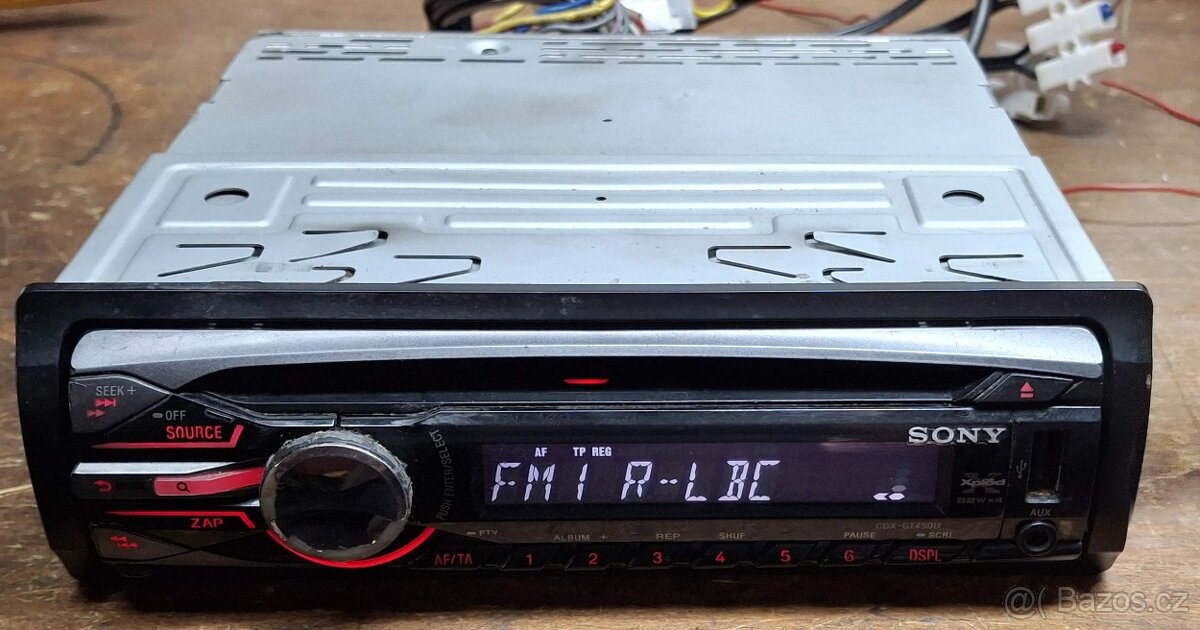 SEEK +
OFF
SOURCE
ZAP
PUSH ENTER/SELECT
AF TP REG
FM1 R-LBC
SONY
Xplod
52W×4
CDX-GT450U
AUX
PTY
ALBUM +
REP
SHUF
PAUSE
SCRL
AF/TA 1 2 3 4 5 6 DSPL
@( Bazos.cz